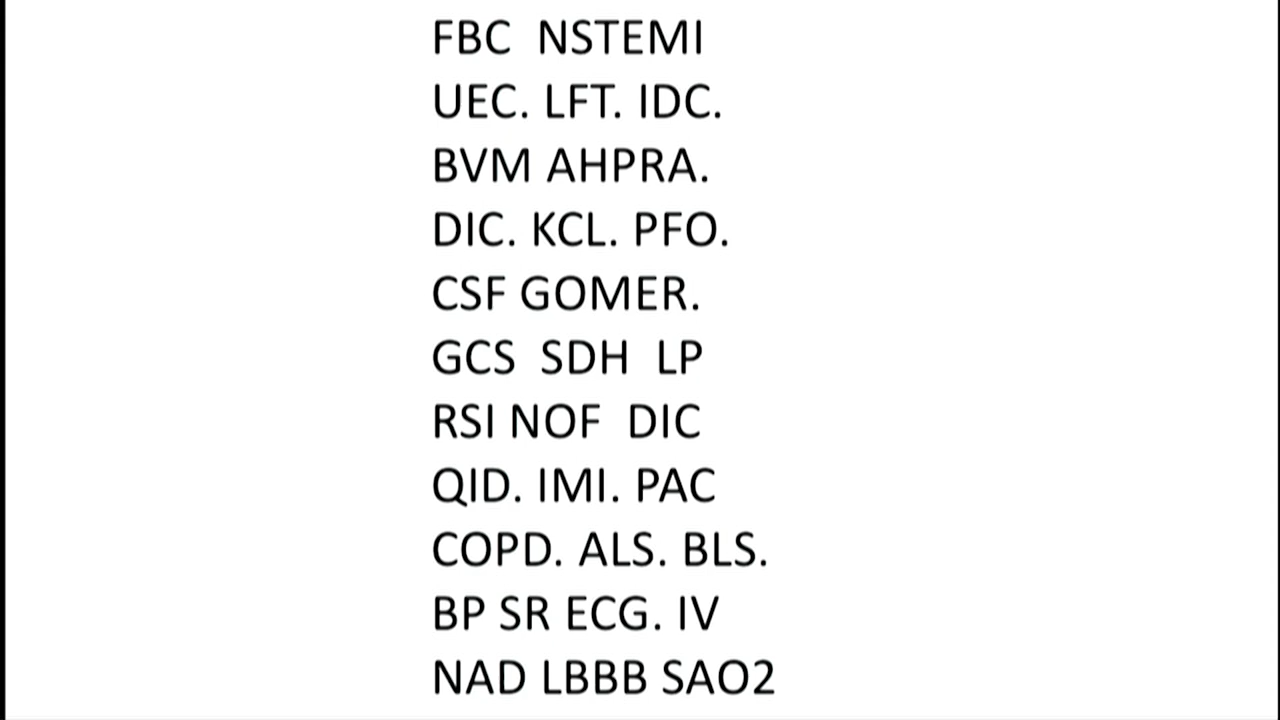 FBC  NSTEMI
UEC. LFT. IDC.
BVM AHPRA.
DIC. KCL. PFO.
CSF GOMER.
GCS  SDH  LP
RSI NOF  DIC
QID. IMI. PAC
COPD. ALS. BLS.
BP SR ECG. IV
NAD LBBB SAO2